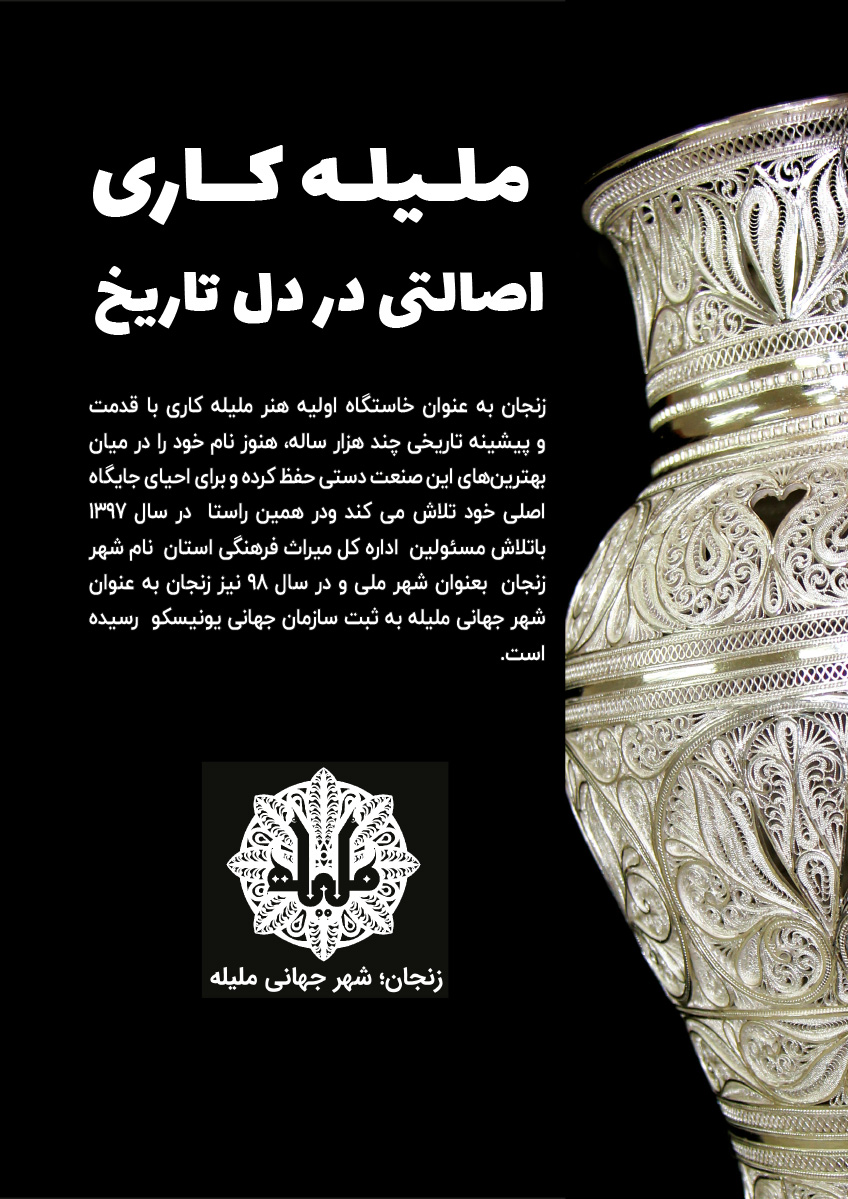 ملیله کاری
اصالتی در دل تاریخ
زنجان به عنوان خاستگاه اولیه هنر ملیله کاری با قدمت
و پیشینه تاریخی چند هزار ساله، هنوز نام خود را در میان
بهترین‌های این صنعت دستی حفظ کرده و برای احیای جایگاه
اصلی خود تلاش می کند ودر همین راستا در سال ۱۳۹۷
باتلاش مسئولین اداره کل میراث فرهنگی استان نام شهر
زنجان بعنوان شهر ملی و در سال ۹۸ نیز زنجان به عنوان
شهر جهانی ملیله به ثبت سازمان جهانی یونیسکو رسیده
است.
ملیله
زنجان؛ شهر جهانی ملیله